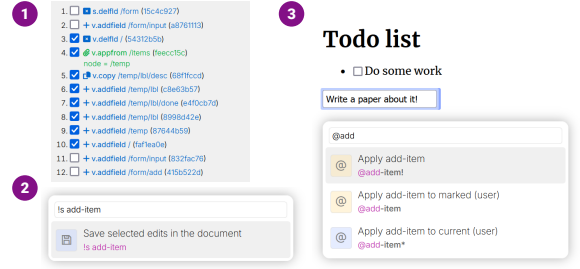 1
1. s.delfld /form (15c4c927)
2. + v.addfield /form/input (a8761113)
3. v.delfld / (54312b5b)
4. v.appfrom /items (feecc15c)
node = /temp
5. v.copy /temp/lbl/desc (68f1fccd)
6. + v.addfield /temp/lbl (c8e63b57)
7. + v.addfield /temp/lbl/done (e4f0cb7d)
8. + v.addfield /temp/lbl (8998d42e)
9. + v.addfield /temp (87644b59)
10. + v.addfield / (faf1ea0e)
11. + v.addfield /form/input (832fac76)
12. + v.addfield /form/add (415b522d)
2
!s add-item
Save selected edits in the document
!s add-item
3
Todo list
• Do some work
Write a paper about it!
@add
@ Apply add-item
@add-item!
@ Apply add-item to marked (user)
@add-item
@ Apply add-item to current (user)
@add-item*